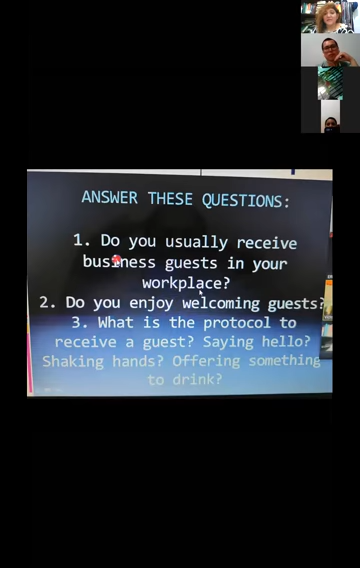 ANSWER THESE QUESTIONS:
1. Do you usually receive
business guests in your
workplace?
2. Do you enjoy welcoming guests?
3. What is the protocol to
receive a guest? Saying hello?
Shaking hands? Offering something
to drink?